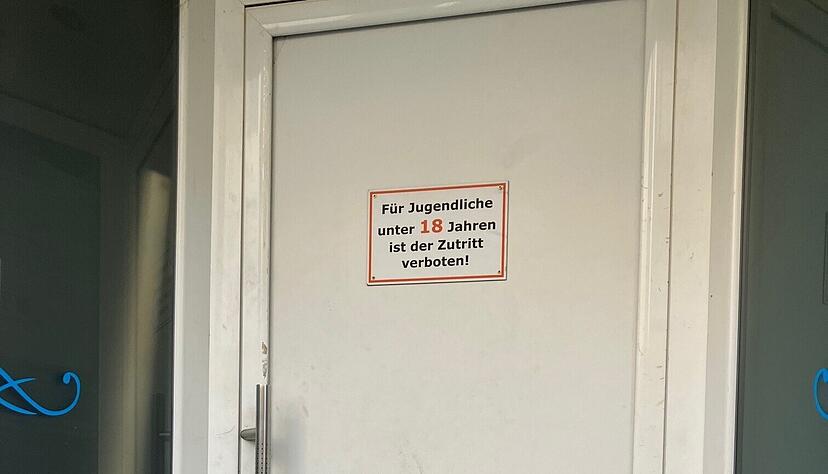 Für Jugendliche
unter 18 Jahren
ist der Zutritt
verboten!